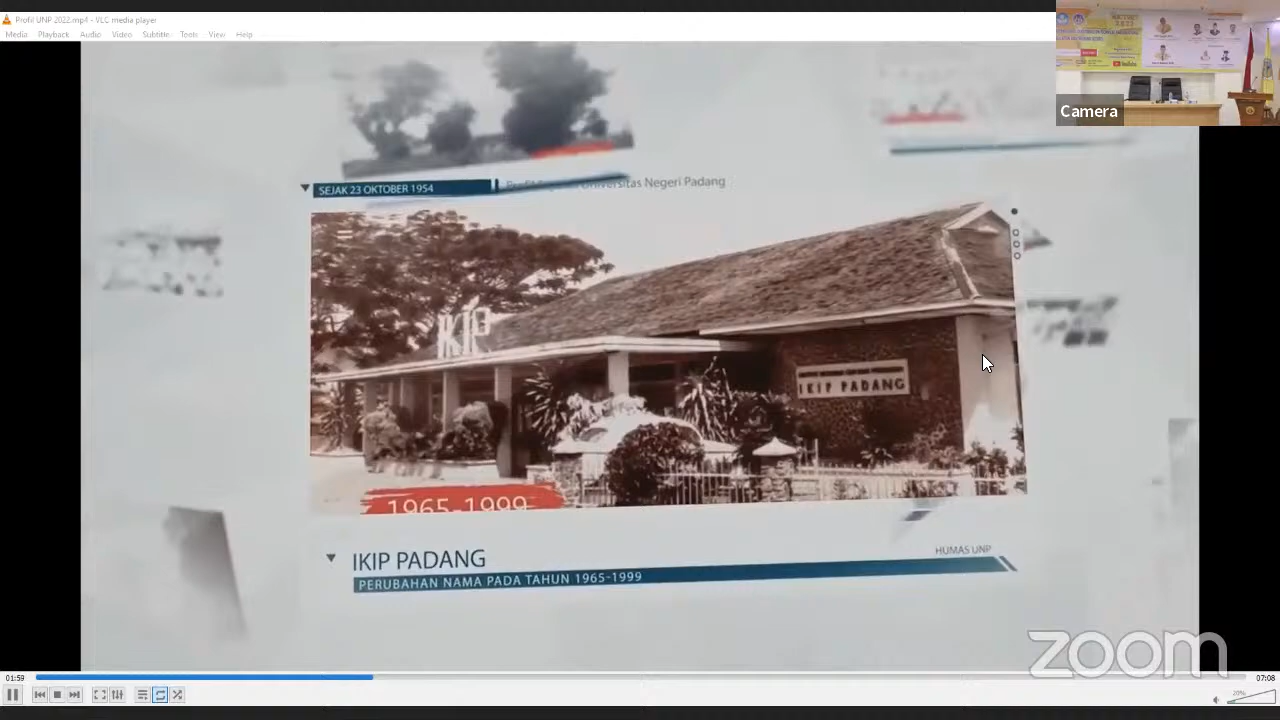 Profil UNP 2022.mp4 - VLC media player
Media Playback Audio Video Subtitle Tools View Help
Camera
SEJAK 23 OKTOBER 1954
Universitas Negeri Padang
IKIP
IKIP PADANG
1965-1999
IKIP PADANG
HUMAS UNP
PERUBAHAN NAMA PADA TAHUN 1965-1999
zoom
01:59
07:08
20%